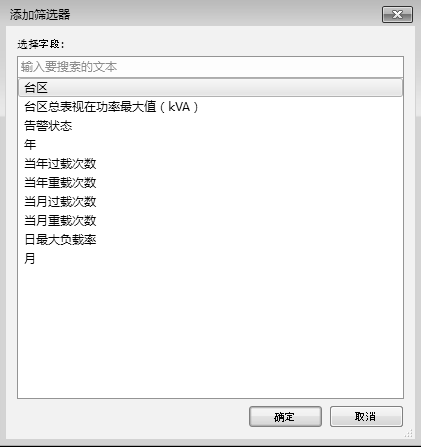 添加筛选器
选择字段:
输入要搜索的文本
台区
台区总表视在功率最大值（kVA）
告警状态
年
当年过载次数
当年重载次数
当月过载次数
当月重载次数
日最大负载率
月
确定
取消